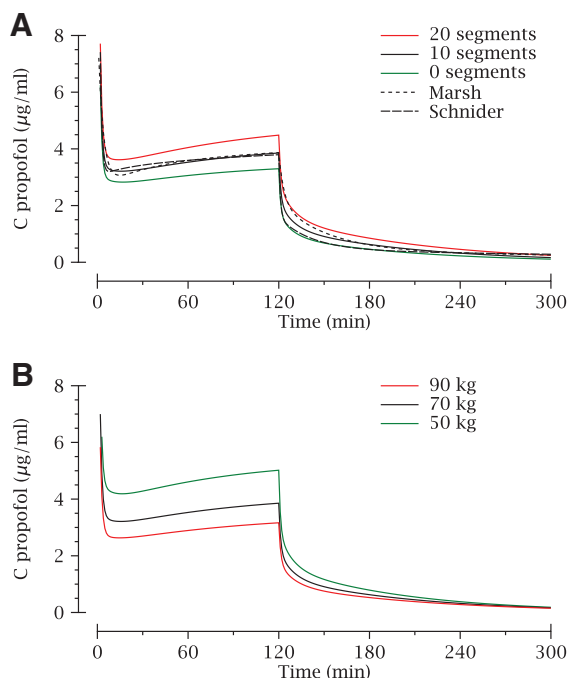 A
8
6
4
2
0
C propofol (µg/ml)
20 segments
10 segments
0 segments
Marsh
Schnider
0 60 120 180 240 300
Time (min)
B
8
6
4
2
0
C propofol (µg/ml)
90 kg
70 kg
50 kg
0 60 120 180 240 300
Time (min)